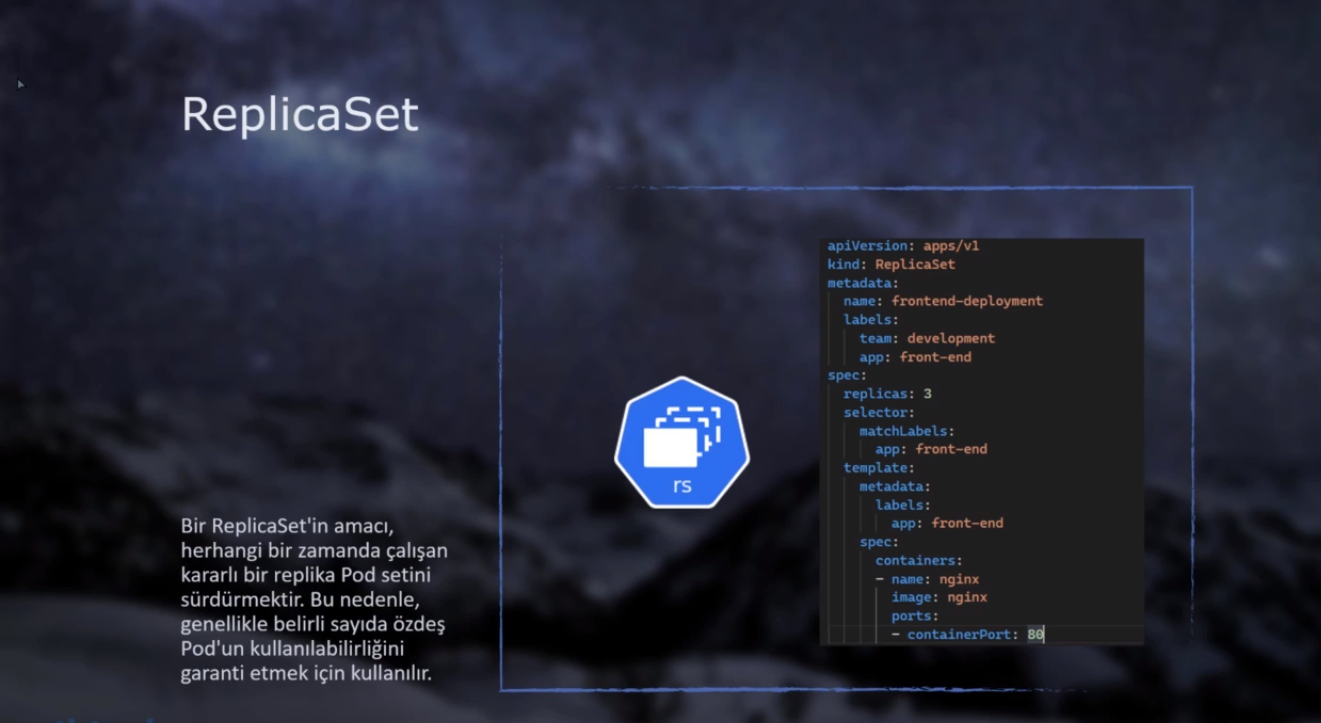 ReplicaSet
Bir ReplicaSet'in amacı,
herhangi bir zamanda çalışan
kararlı bir replika Pod setini
sürdürmektir. Bu nedenle,
genellikle belirli sayıda özdeş
Pod'un kullanılabilirliğini
garanti etmek için kullanılır.
rs
apiVersion: apps/v1
kind: ReplicaSet
metadata:
  name: frontend-deployment
  labels:
    team: development
    app: front-end
spec:
  replicas: 3
  selector:
    matchLabels:
      app: front-end
  template:
    metadata:
      labels:
        app: front-end
    spec:
      containers:
      - name: nginx
        image: nginx
        ports:
        - containerPort: 80